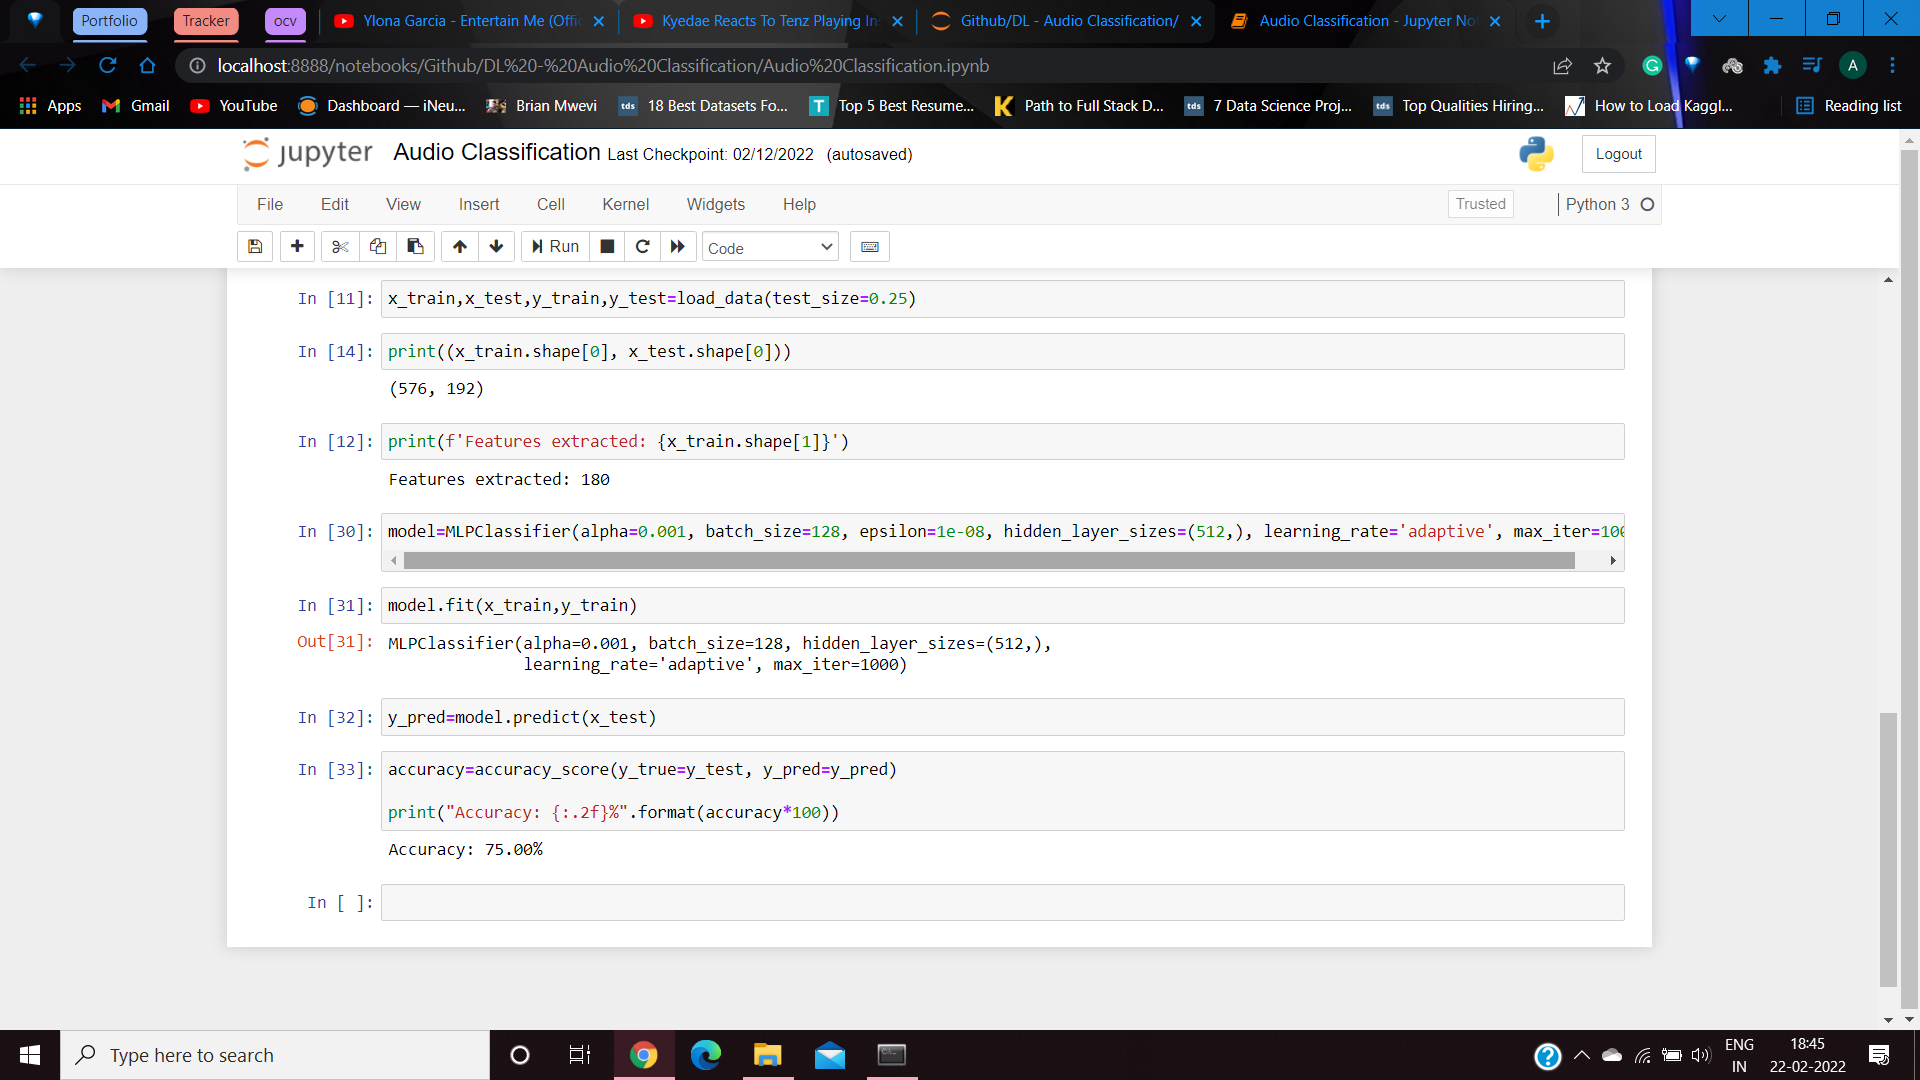 Portfolio
Tracker
ocv
Ylona Garcia - Entertain Me (Offi
Kyedae Reacts To Tenz Playing In
Github/DL - Audio Classification/
Audio Classification - Jupyter No
localhost:8888/notebooks/Github/DL%20-%20Audio%20Classification/Audio%20Classification.ipynb
A
Apps
Gmail
YouTube
Dashboard — iNeu...
Brian Mwevi
tds 18 Best Datasets Fo...
T Top 5 Best Resume...
K Path to Full Stack D...
tds 7 Data Science Proj...
tds Top Qualities Hiring...
How to Load Kaggl...
Reading list
jupyter Audio Classification Last Checkpoint: 02/12/2022 (autosaved)
Logout
File Edit View Insert Cell Kernel Widgets Help
Trusted
Python 3
Run
Code
In [11]: x_train,x_test,y_train,y_test=load_data(test_size=0.25)
In [14]: print((x_train.shape[0], x_test.shape[0]))
(576, 192)
In [12]: print(f'Features extracted: {x_train.shape[1]}')
Features extracted: 180
In [30]: model=MLPClassifier(alpha=0.001, batch_size=128, epsilon=1e-08, hidden_layer_sizes=(512,), learning_rate='adaptive', max_iter=100
In [31]: model.fit(x_train,y_train)
Out[31]: MLPClassifier(alpha=0.001, batch_size=128, hidden_layer_sizes=(512,),
learning_rate='adaptive', max_iter=1000)
In [32]: y_pred=model.predict(x_test)
In [33]: accuracy=accuracy_score(y_true=y_test, y_pred=y_pred)
print("Accuracy: {:.2f}%".format(accuracy*100))
Accuracy: 75.00%
In [ ]:
Type here to search
ENG
IN
18:45
22-02-2022